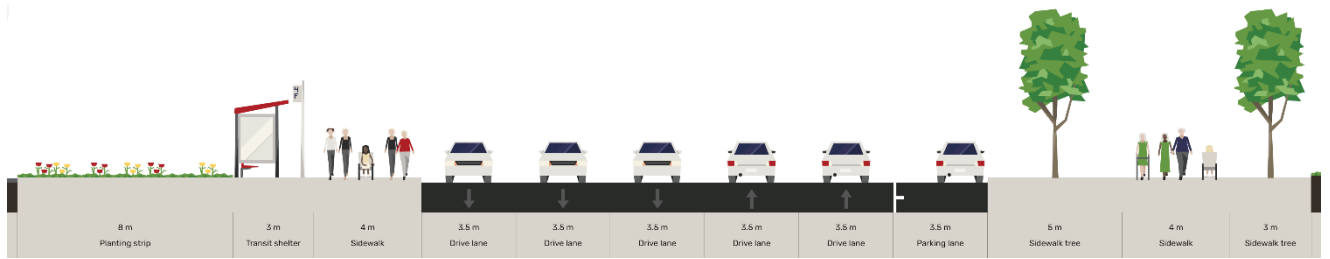 8 m
Planting strip
3 m
Transit shelter
4 m
Sidewalk
3.5 m
Drive lane
3.5 m
Drive lane
3.5 m
Drive lane
3.5 m
Drive lane
3.5 m
Drive lane
3.5 m
Parking lane
5 m
Sidewalk tree
4 m
Sidewalk
3 m
Sidewalk tree